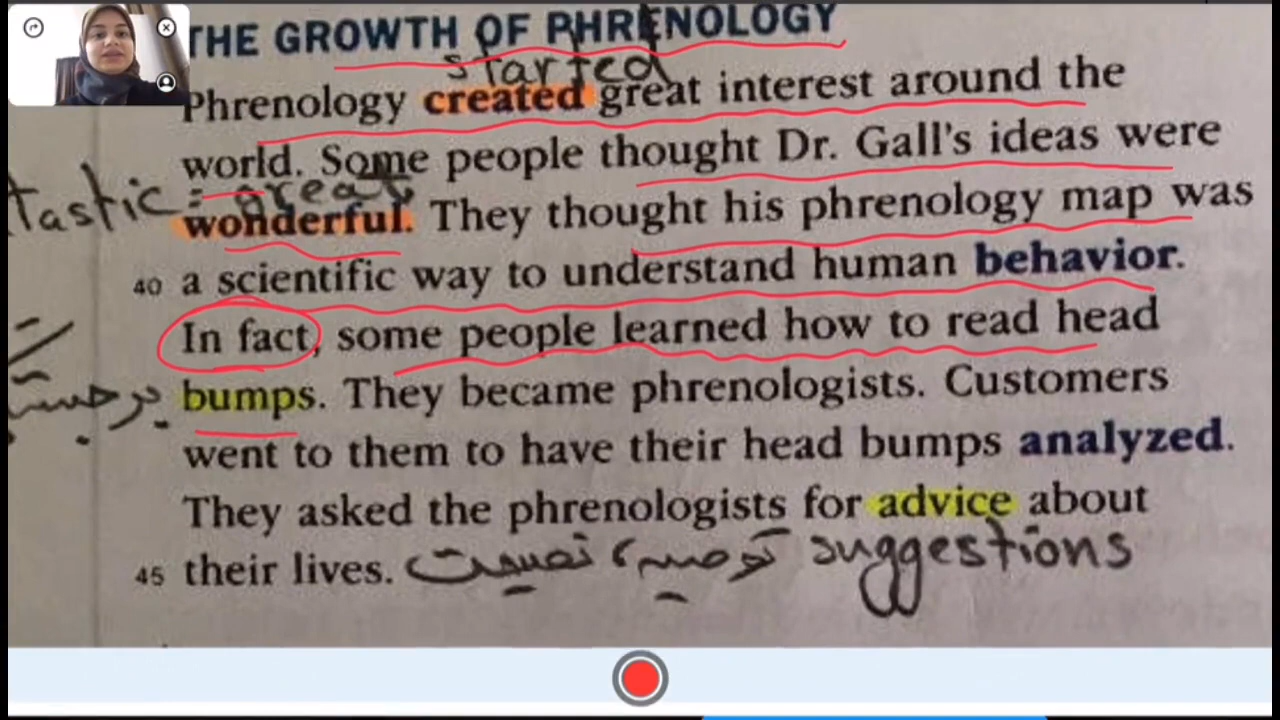 THE GROWTH OF PHRENOLOGY
started
Phrenology created great interest around the
world. Some people thought Dr. Gall's ideas were
tastic = great
wonderful. They thought his phrenology map was
40 a scientific way to understand human behavior.
In fact, some people learned how to read head
برجسته bumps. They became phrenologists. Customers
went to them to have their head bumps analyzed.
They asked the phrenologists for advice about
45 their lives. توصیه، نصیحت suggestions